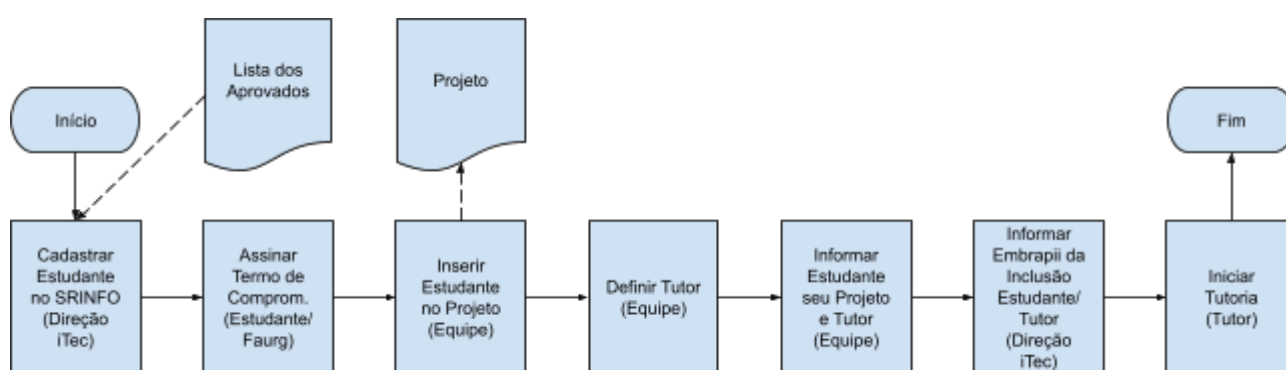 Lista dos
Aprovados
Projeto
Início
Fim
Cadastrar
Estudante
no SRINFO
(Direção
iTec)
Assinar
Termo de
Comprom.
(Estudante/
Faurg)
Inserir
Estudante
no Projeto
(Equipe)
Definir Tutor
(Equipe)
Informar
Estudante
seu Projeto
e Tutor
(Equipe)
Informar
Embrapii da
Inclusão
Estudante/
Tutor
(Direção
iTec)
Iniciar
Tutoria
(Tutor)